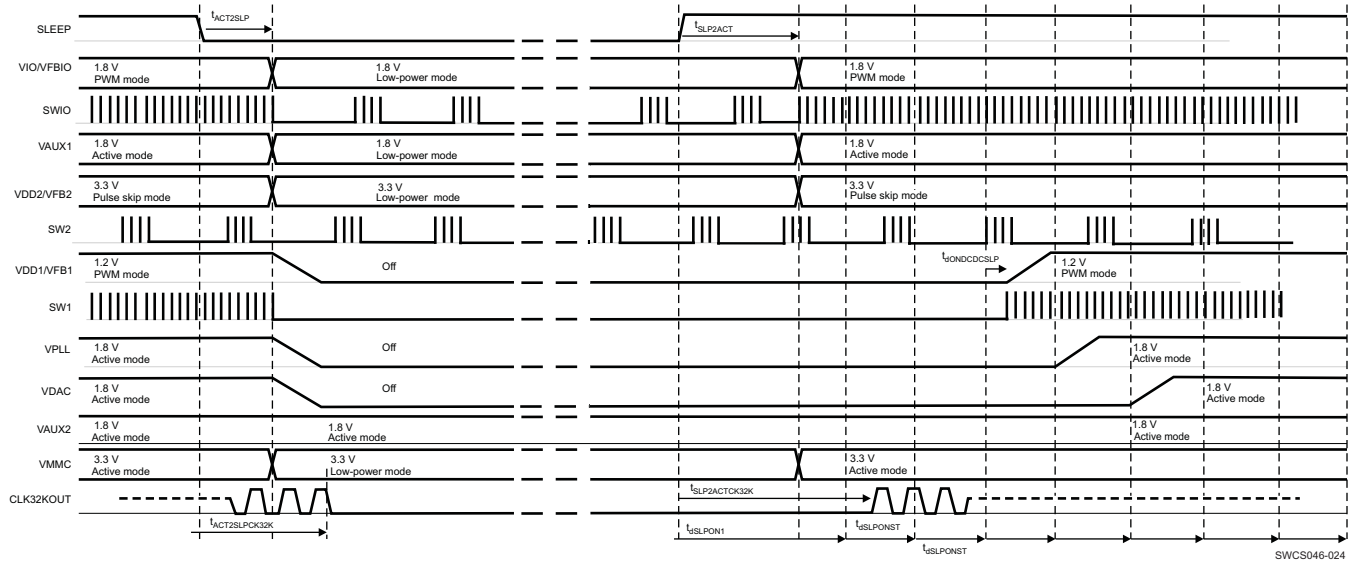 SLEEP
tACT2SLP
tSLP2ACT
VIO/VFBIO
1.8 V
PWM mode
1.8 V
Low-power mode
1.8 V
PWM mode
SWIO
VAUX1
1.8 V
Active mode
1.8 V
Low-power mode
1.8 V
Active mode
VDD2/VFB2
3.3 V
Pulse skip mode
3.3 V
Low-power mode
3.3 V
Pulse skip mode
SW2
VDD1/VFB1
1.2 V
PWM mode
Off
tdONDCDCSLP
1.2 V
PWM mode
SW1
VPLL
1.8 V
Active mode
Off
1.8 V
Active mode
VDAC
1.8 V
Active mode
Off
1.8 V
Active mode
VAUX2
1.8 V
Active mode
1.8 V
Active mode
1.8 V
Active mode
VMMC
3.3 V
Active mode
3.3 V
Low-power mode
3.3 V
Active mode
CLK32KOUT
tACT2SLPCK32K
tSLP2ACTCK32K
tdSLPON1
tdSLPONST
tdSLPONST
SWCS046-024